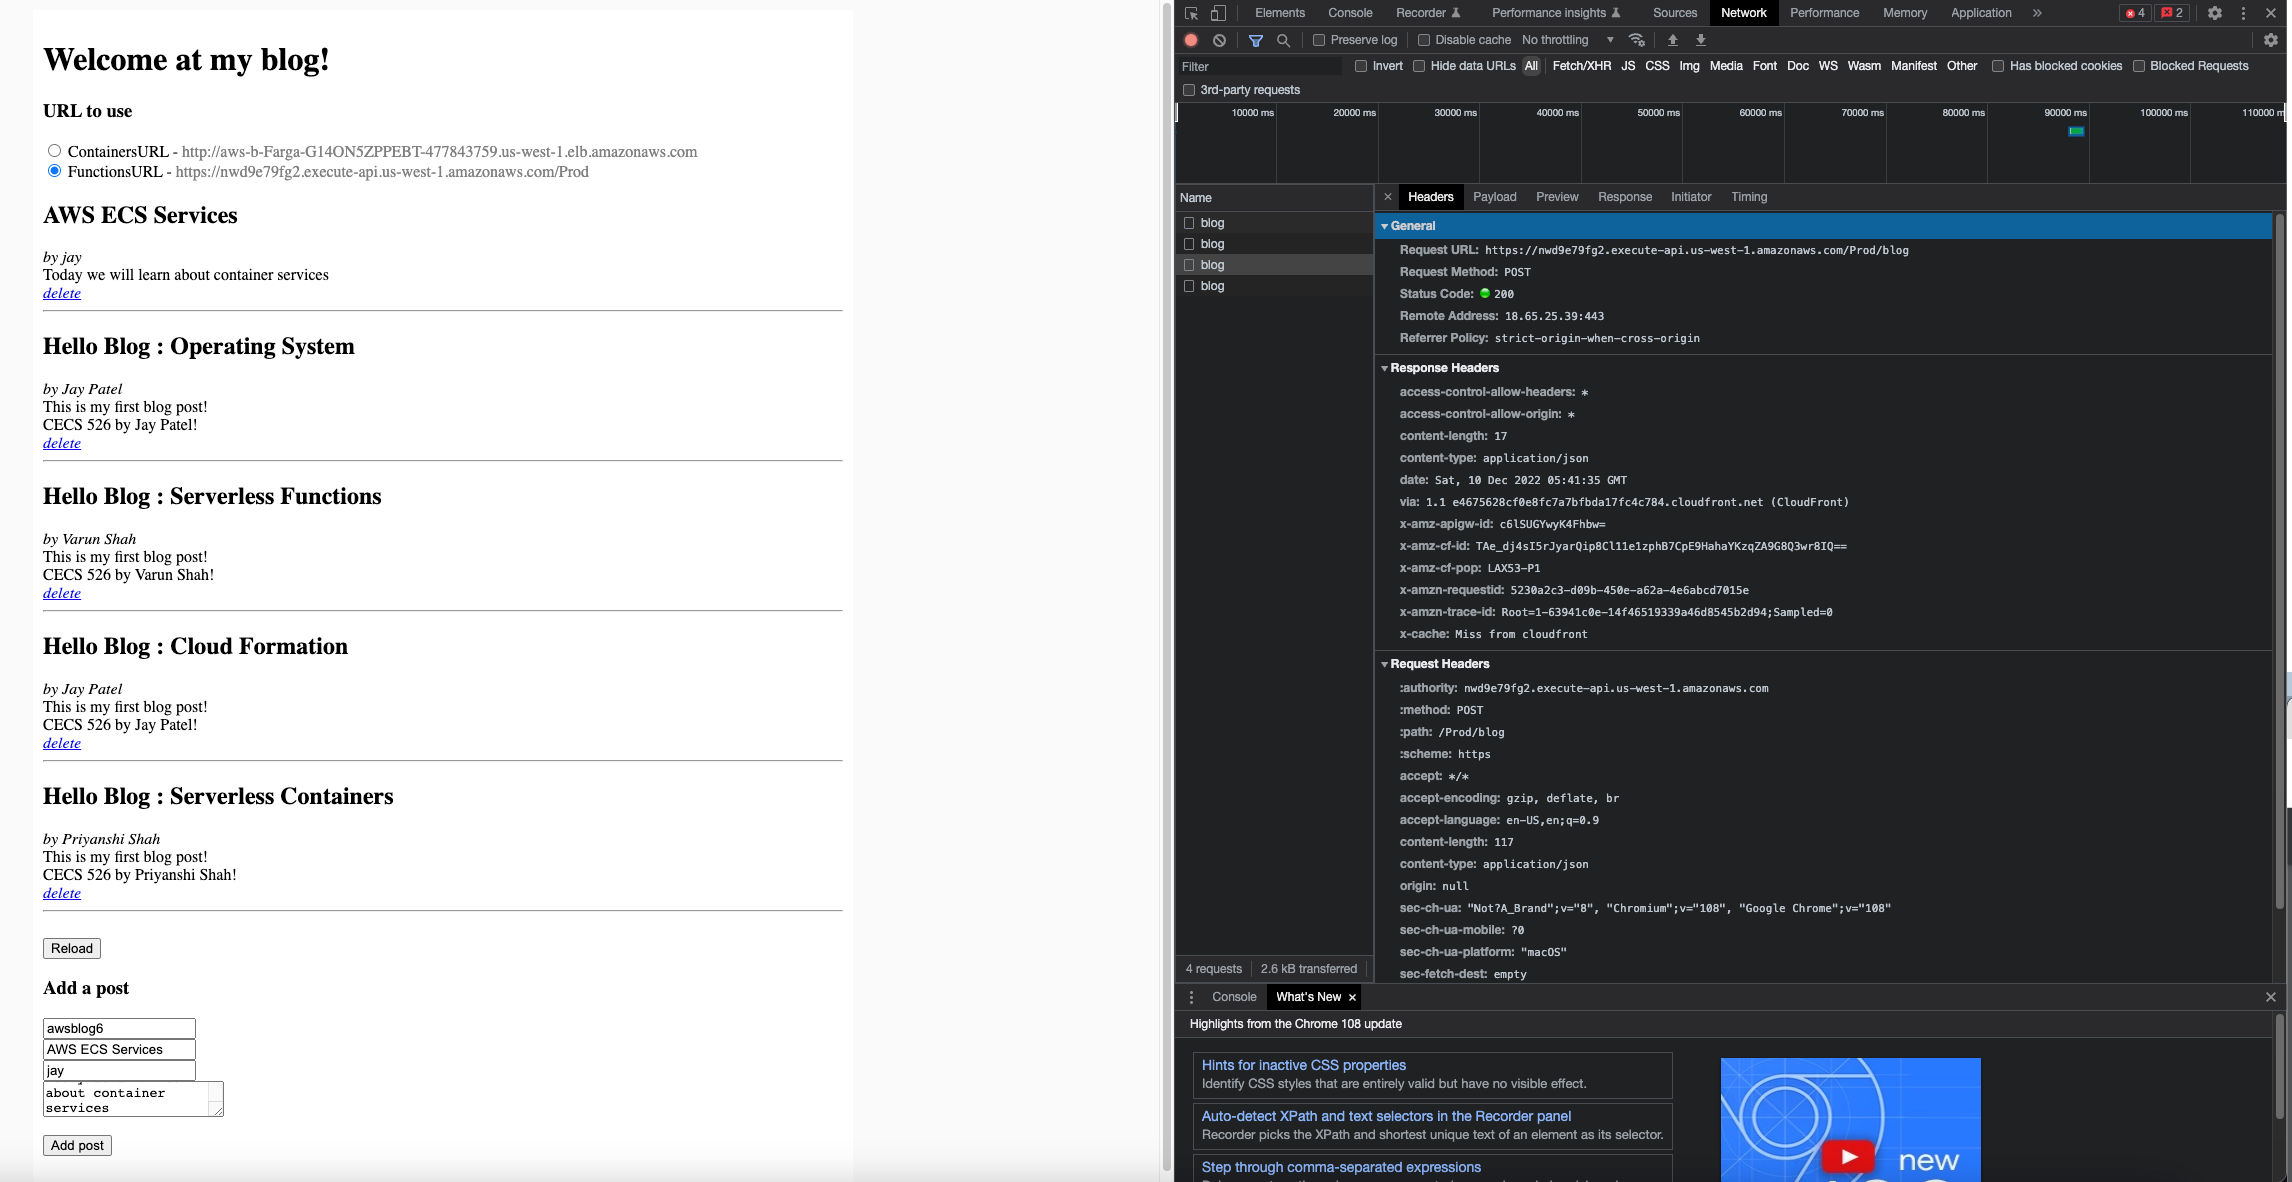 Welcome at my blog!
URL to use
ContainersURL - http://aws-b-Farga-G14ON5ZPPEBT-477843759.us-west-1.elb.amazonaws.com
FunctionsURL - https://nwd9e79fg2.execute-api.us-west-1.amazonaws.com/Prod
AWS ECS Services
by jay
Today we will learn about container services
delete
Hello Blog : Operating System
by Jay Patel
This is my first blog post!
CECS 526 by Jay Patel!
delete
Hello Blog : Serverless Functions
by Varun Shah
This is my first blog post!
CECS 526 by Varun Shah!
delete
Hello Blog : Cloud Formation
by Jay Patel
This is my first blog post!
CECS 526 by Jay Patel!
delete
Hello Blog : Serverless Containers
by Priyanshi Shah
This is my first blog post!
CECS 526 by Priyanshi Shah!
delete
Reload
Add a post
awsblog6
AWS ECS Services
jay
about container
services
Add post
Elements Console Recorder Performance insights Sources Network Performance Memory Application » 4 2
Preserve log Disable cache No throttling
Filter Invert Hide data URLs All Fetch/XHR JS CSS Img Media Font Doc WS Wasm Manifest Other Has blocked cookies Blocked Requests
3rd-party requests
10000 ms 20000 ms 30000 ms 40000 ms 50000 ms 60000 ms 70000 ms 80000 ms 90000 ms 100000 ms 110000 m
Name
blog
blog
blog
blog
4 requests 2.6 kB transferred
× Headers Payload Preview Response Initiator Timing
General
Request URL: https://nwd9e79fg2.execute-api.us-west-1.amazonaws.com/Prod/blog
Request Method: POST
Status Code: 200
Remote Address: 18.65.25.39:443
Referrer Policy: strict-origin-when-cross-origin
Response Headers
access-control-allow-headers: *
access-control-allow-origin: *
content-length: 17
content-type: application/json
date: Sat, 10 Dec 2022 05:41:35 GMT
via: 1.1 e4675628cf0e8fc7a7bfbda17fc4c784.cloudfront.net (CloudFront)
x-amz-apigw-id: c6lSUGYwyK4Fhbw=
x-amz-cf-id: TAe_dj4sI5rJyarQip8Cl11e1zphB7CpE9HahaYKzqZA9G8Q3wr8IQ==
x-amz-cf-pop: LAX53-P1
x-amzn-requestid: 5230a2c3-d09b-450e-a62a-4e6abcd7015e
x-amzn-trace-id: Root=1-63941c0e-14f46519339a46d8545b2d94;Sampled=0
x-cache: Miss from cloudfront
Request Headers
:authority: nwd9e79fg2.execute-api.us-west-1.amazonaws.com
:method: POST
:path: /Prod/blog
:scheme: https
accept: */*
accept-encoding: gzip, deflate, br
accept-language: en-US,en;q=0.9
content-length: 117
content-type: application/json
origin: null
sec-ch-ua: "Not?A_Brand";v="8", "Chromium";v="108", "Google Chrome";v="108"
sec-ch-ua-mobile: ?0
sec-ch-ua-platform: "macOS"
sec-fetch-dest: empty
Console What's New ×
Highlights from the Chrome 108 update
Hints for inactive CSS properties
Identify CSS styles that are entirely valid but have no visible effect.
Auto-detect XPath and text selectors in the Recorder panel
Recorder picks the XPath and shortest unique text of an element as its selector.
Step through comma-separated expressions
new